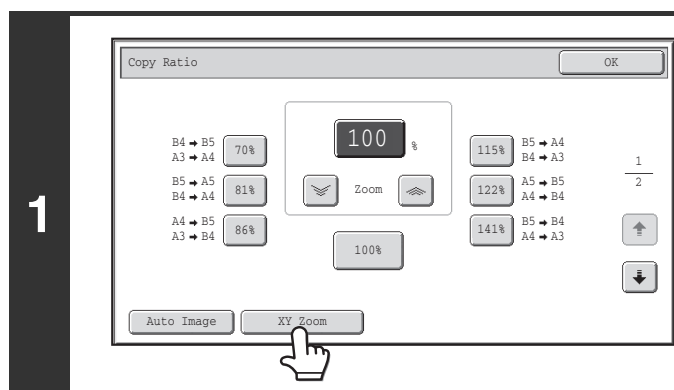 1
Copy Ratio
OK
B4 → B5
A3 → A4
70%
B5 → A5
B4 → A4
81%
A4 → B5
A3 → B4
86%
100 %
Zoom
100%
115%
B5 → A4
B4 → A3
122%
A5 → B5
A4 → B4
141%
B5 → B4
A4 → A3
1
2
Auto Image
XY Zoom